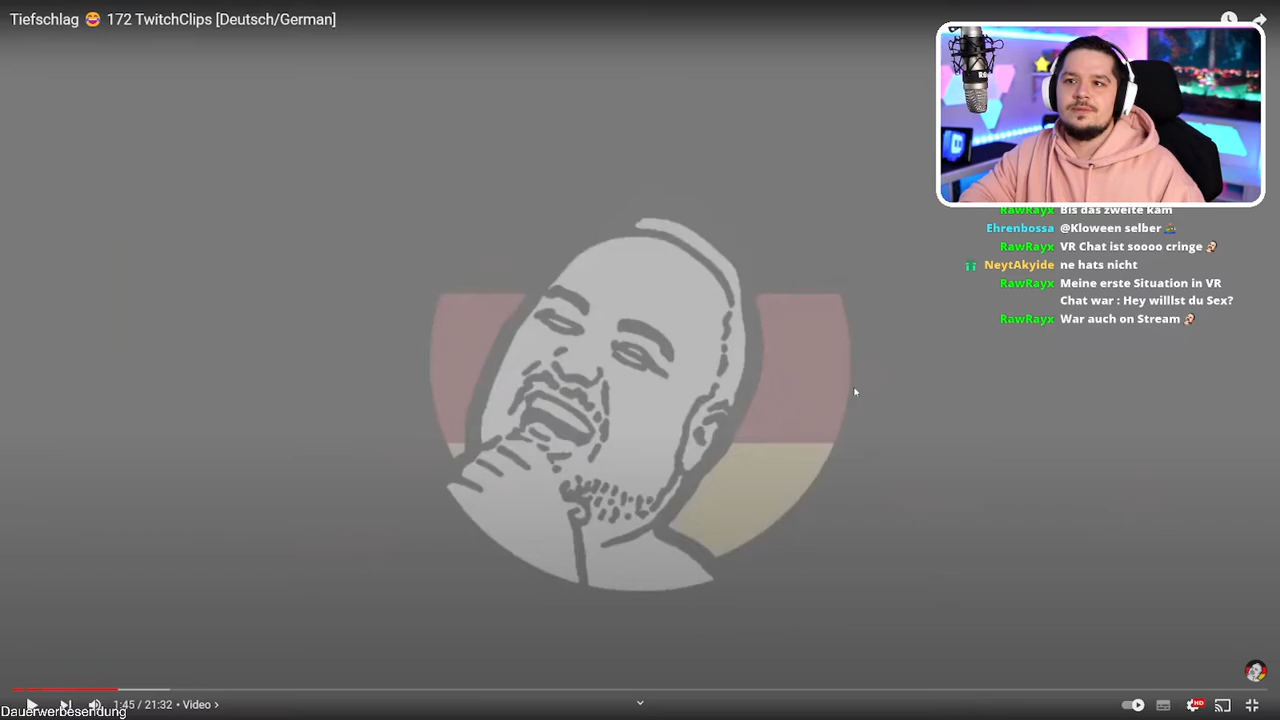 Tiefschlag 😂 172 TwitchClips [Deutsch/German]
RawRayx Bis das zweite kam
Ehrenbossa @Kloween selber
RawRayx VR Chat ist soooo cringe
NeytAkyide ne hats nicht
RawRayx Meine erste Situation in VR
Chat war : Hey willlst du Sex?
RawRayx War auch on Stream
1:45 / 21:32 • Video ›
HD
Dauerwerbesendung